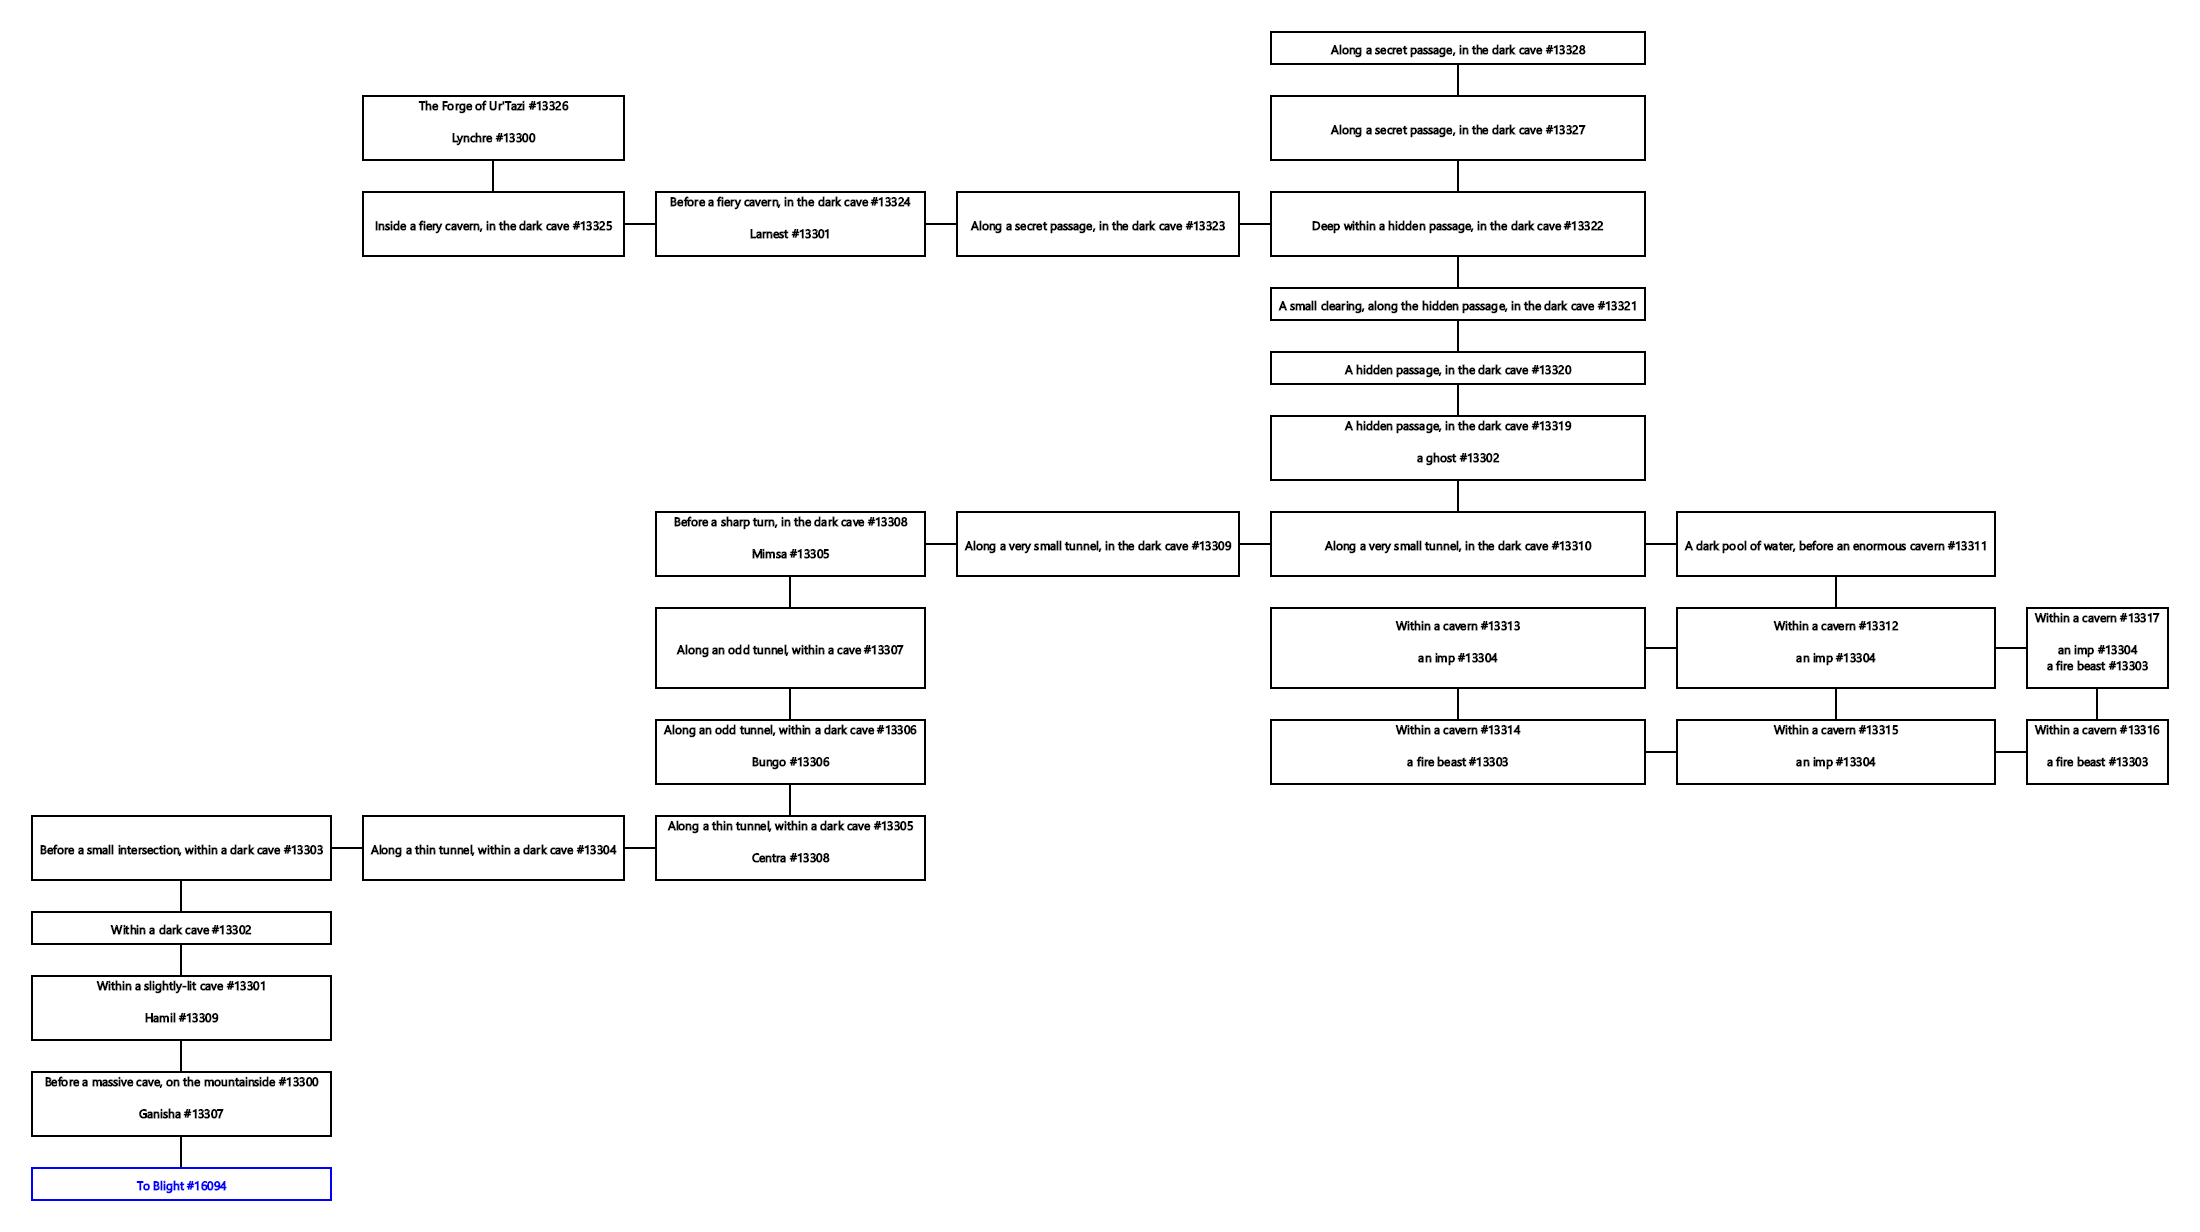 Along a secret passage, in the dark cave #13328
The Forge of Ur'Tazi #13326
Lynchre #13300
Along a secret passage, in the dark cave #13327
Inside a fiery cavern, in the dark cave #13325
Before a fiery cavern, in the dark cave #13324
Larnest #13301
Along a secret passage, in the dark cave #13323
Deep within a hidden passage, in the dark cave #13322
A small clearing, along the hidden passage, in the dark cave #13321
A hidden passage, in the dark cave #13320
A hidden passage, in the dark cave #13319
a ghost #13302
Before a sharp turn, in the dark cave #13308
Mimsa #13305
Along a very small tunnel, in the dark cave #13309
Along a very small tunnel, in the dark cave #13310
A dark pool of water, before an enormous cavern #13311
Along an odd tunnel, within a cave #13307
Within a cavern #13313
an imp #13304
Within a cavern #13312
an imp #13304
Within a cavern #13317
an imp #13304
a fire beast #13303
Along an odd tunnel, within a dark cave #13306
Bungo #13306
Within a cavern #13314
a fire beast #13303
Within a cavern #13315
an imp #13304
Within a cavern #13316
a fire beast #13303
Before a small intersection, within a dark cave #13303
Along a thin tunnel, within a dark cave #13304
Along a thin tunnel, within a dark cave #13305
Centra #13308
Within a dark cave #13302
Within a slightly-lit cave #13301
Hamil #13309
Before a massive cave, on the mountainside #13300
Ganisha #13307
To Blight #16094